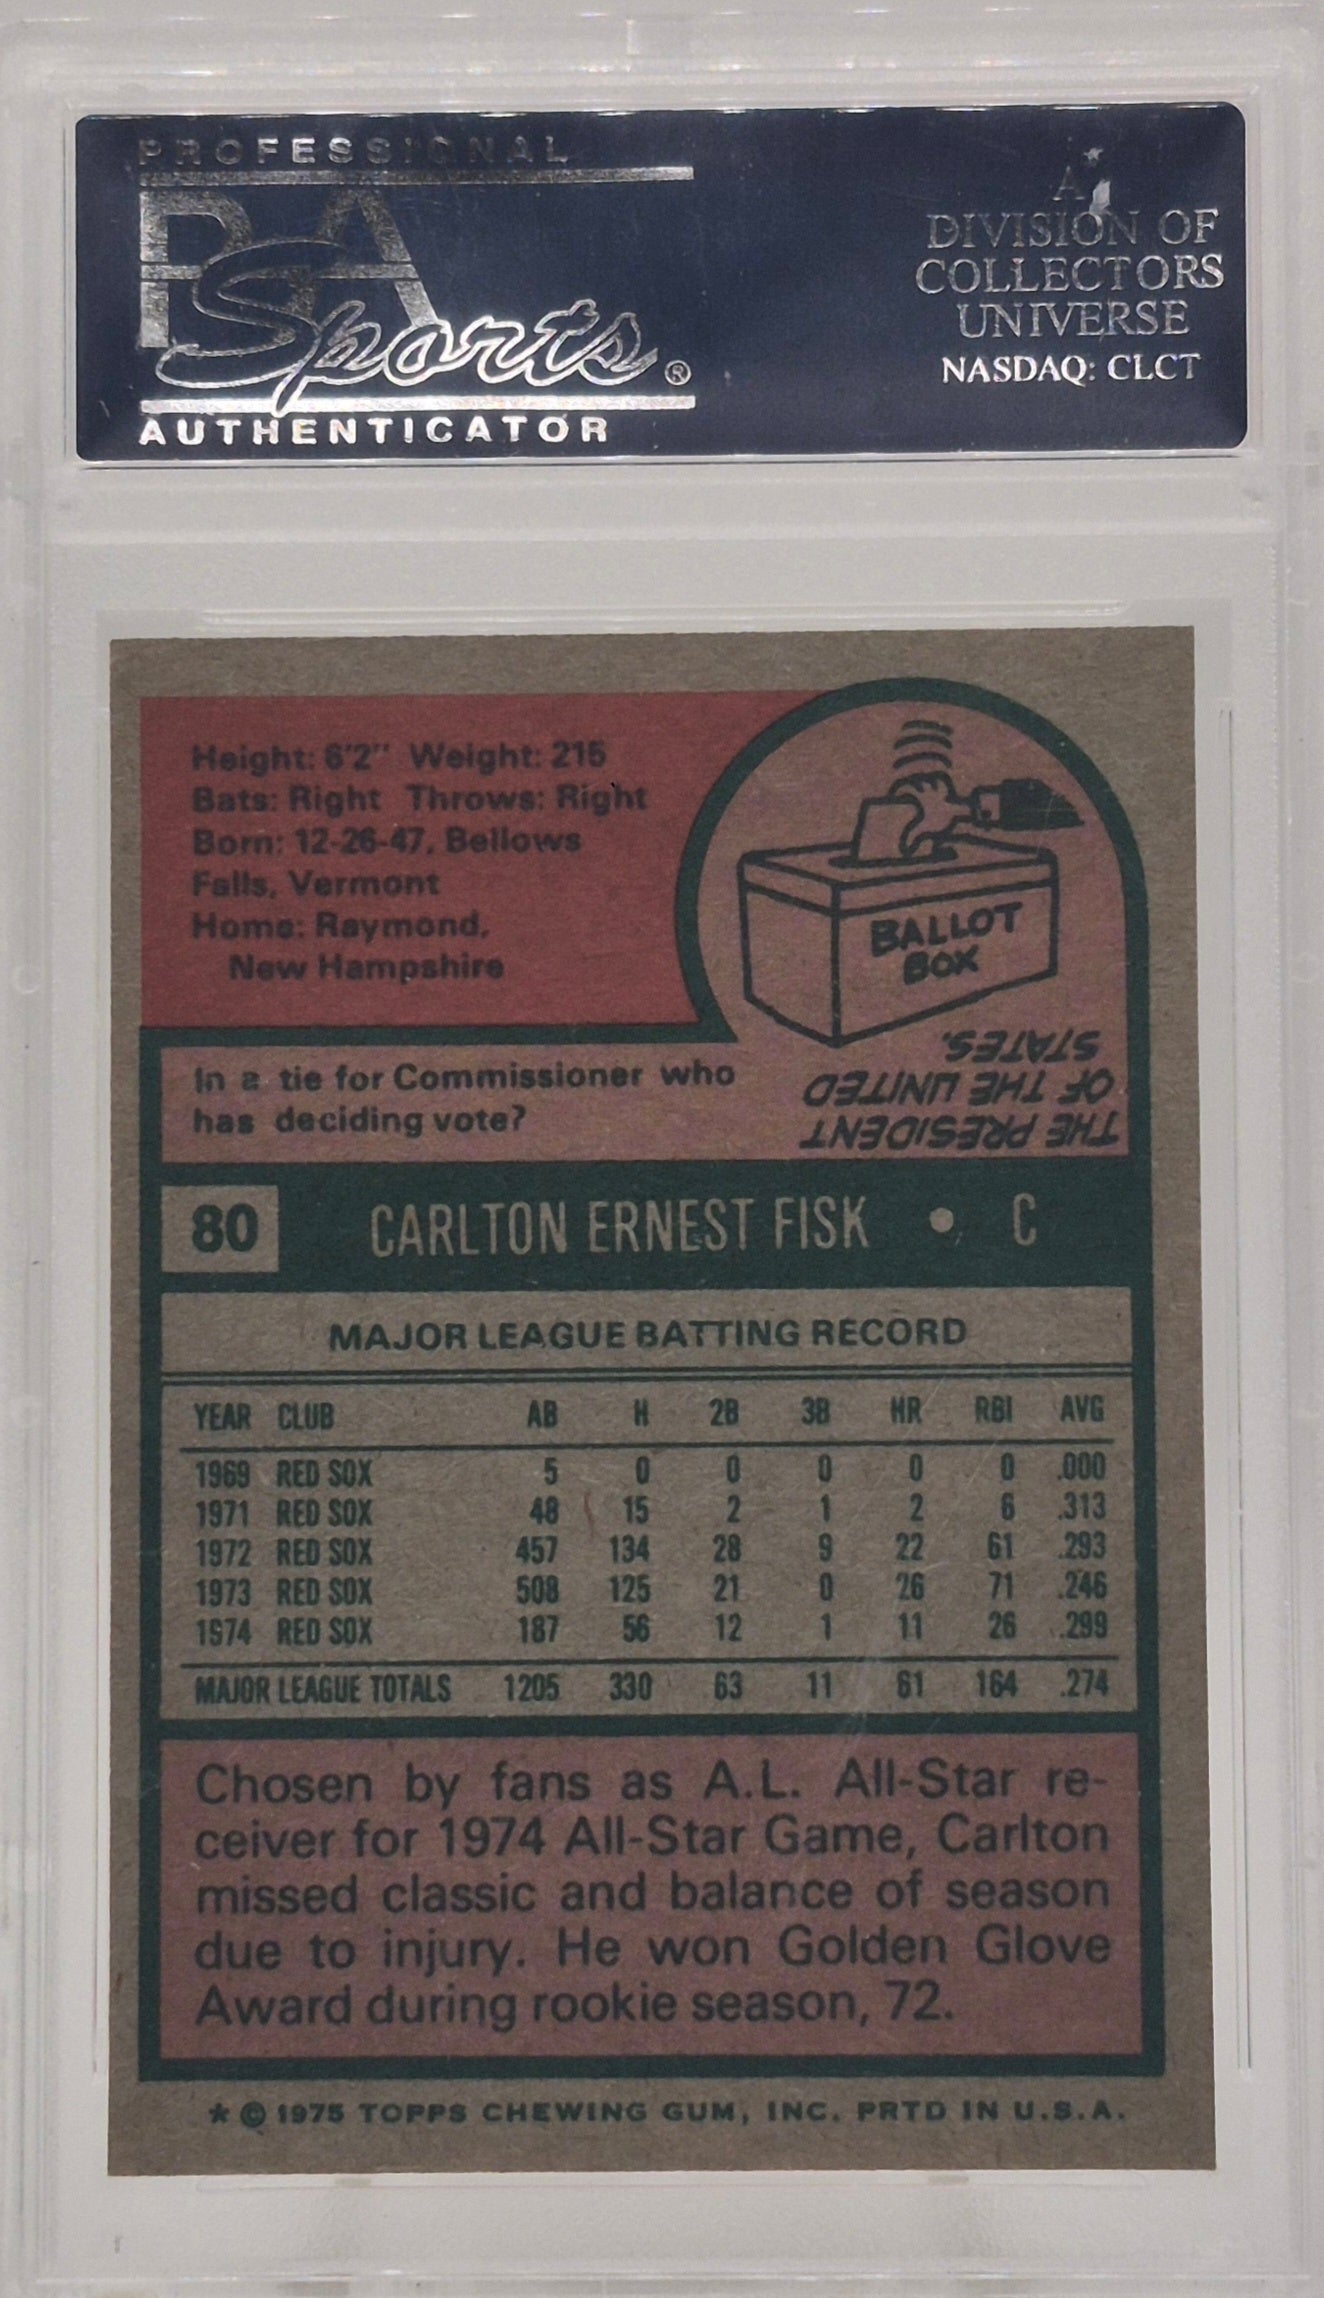 PROFESSIONAL
PSA
Sports®
AUTHENTICATOR
A
DIVISION OF
COLLECTORS
UNIVERSE
NASDAQ: CLCT
Height: 6'2" Weight: 215
Bats: Right Throws: Right
Born: 12-26-47, Bellows
Falls, Vermont
Home: Raymond,
New Hampshire
BALLOT
BOX
In a tie for Commissioner who
has deciding vote?
THE PRESIDENT
OF THE UNITED
STATES.
80 CARLTON ERNEST FISK • C
MAJOR LEAGUE BATTING RECORD
YEAR CLUB AB H 2B 3B HR RBI AVG
1969 RED SOX 5 0 0 0 0 0 .000
1971 RED SOX 48 15 2 1 2 6 .313
1972 RED SOX 457 134 28 9 22 61 .293
1973 RED SOX 508 125 21 0 26 71 .246
1974 RED SOX 187 56 12 1 11 26 .299
MAJOR LEAGUE TOTALS 1205 330 63 11 61 164 .274
Chosen by fans as A.L. All-Star re-
ceiver for 1974 All-Star Game, Carlton
missed classic and balance of season
due to injury. He won Golden Glove
Award during rookie season, 72.
* © 1975 TOPPS CHEWING GUM, INC. PRTD IN U.S.A.